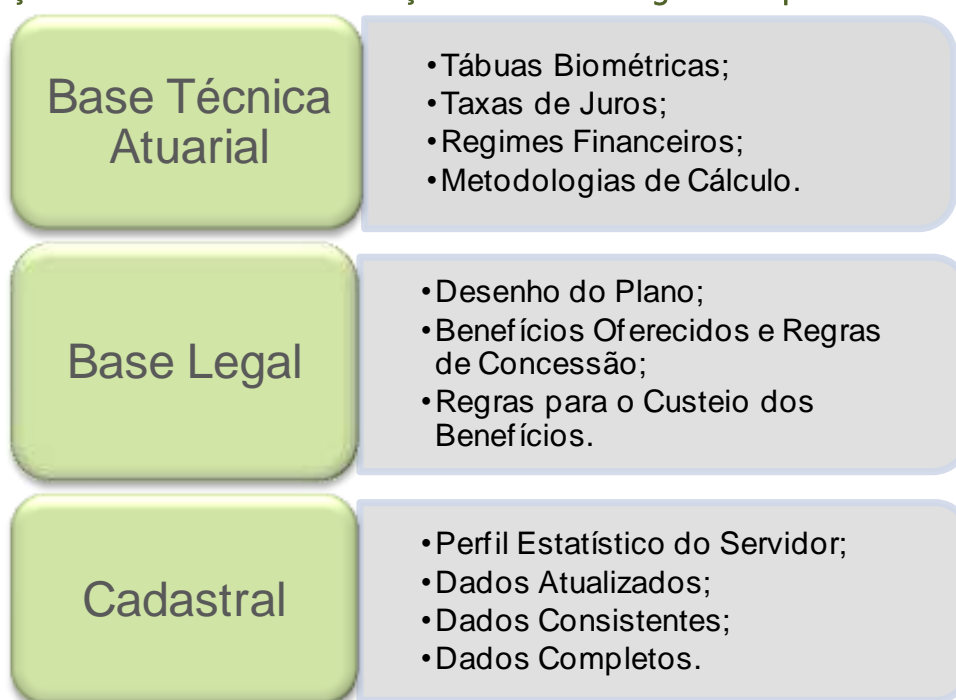 Base Técnica
Atuarial
•Tábuas Biométricas;
•Taxas de Juros;
•Regimes Financeiros;
•Metodologias de Cálculo.
Base Legal
•Desenho do Plano;
•Benefícios Oferecidos e Regras
de Concessão;
•Regras para o Custeio dos
Benefícios.
Cadastral
•Perfil Estatístico do Servidor;
•Dados Atualizados;
•Dados Consistentes;
•Dados Completos.